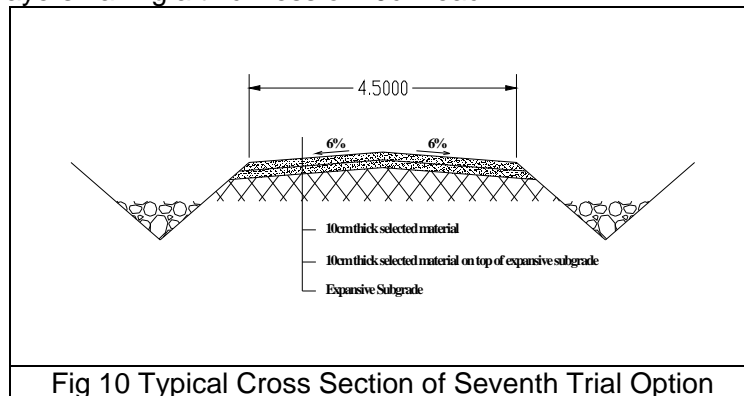 4.5000
6% 6%
10cm thick selected material
10cm thick selected material on top of expansive subgrade
Expansive Subgrade
Fig 10 Typical Cross Section of Seventh Trial Option